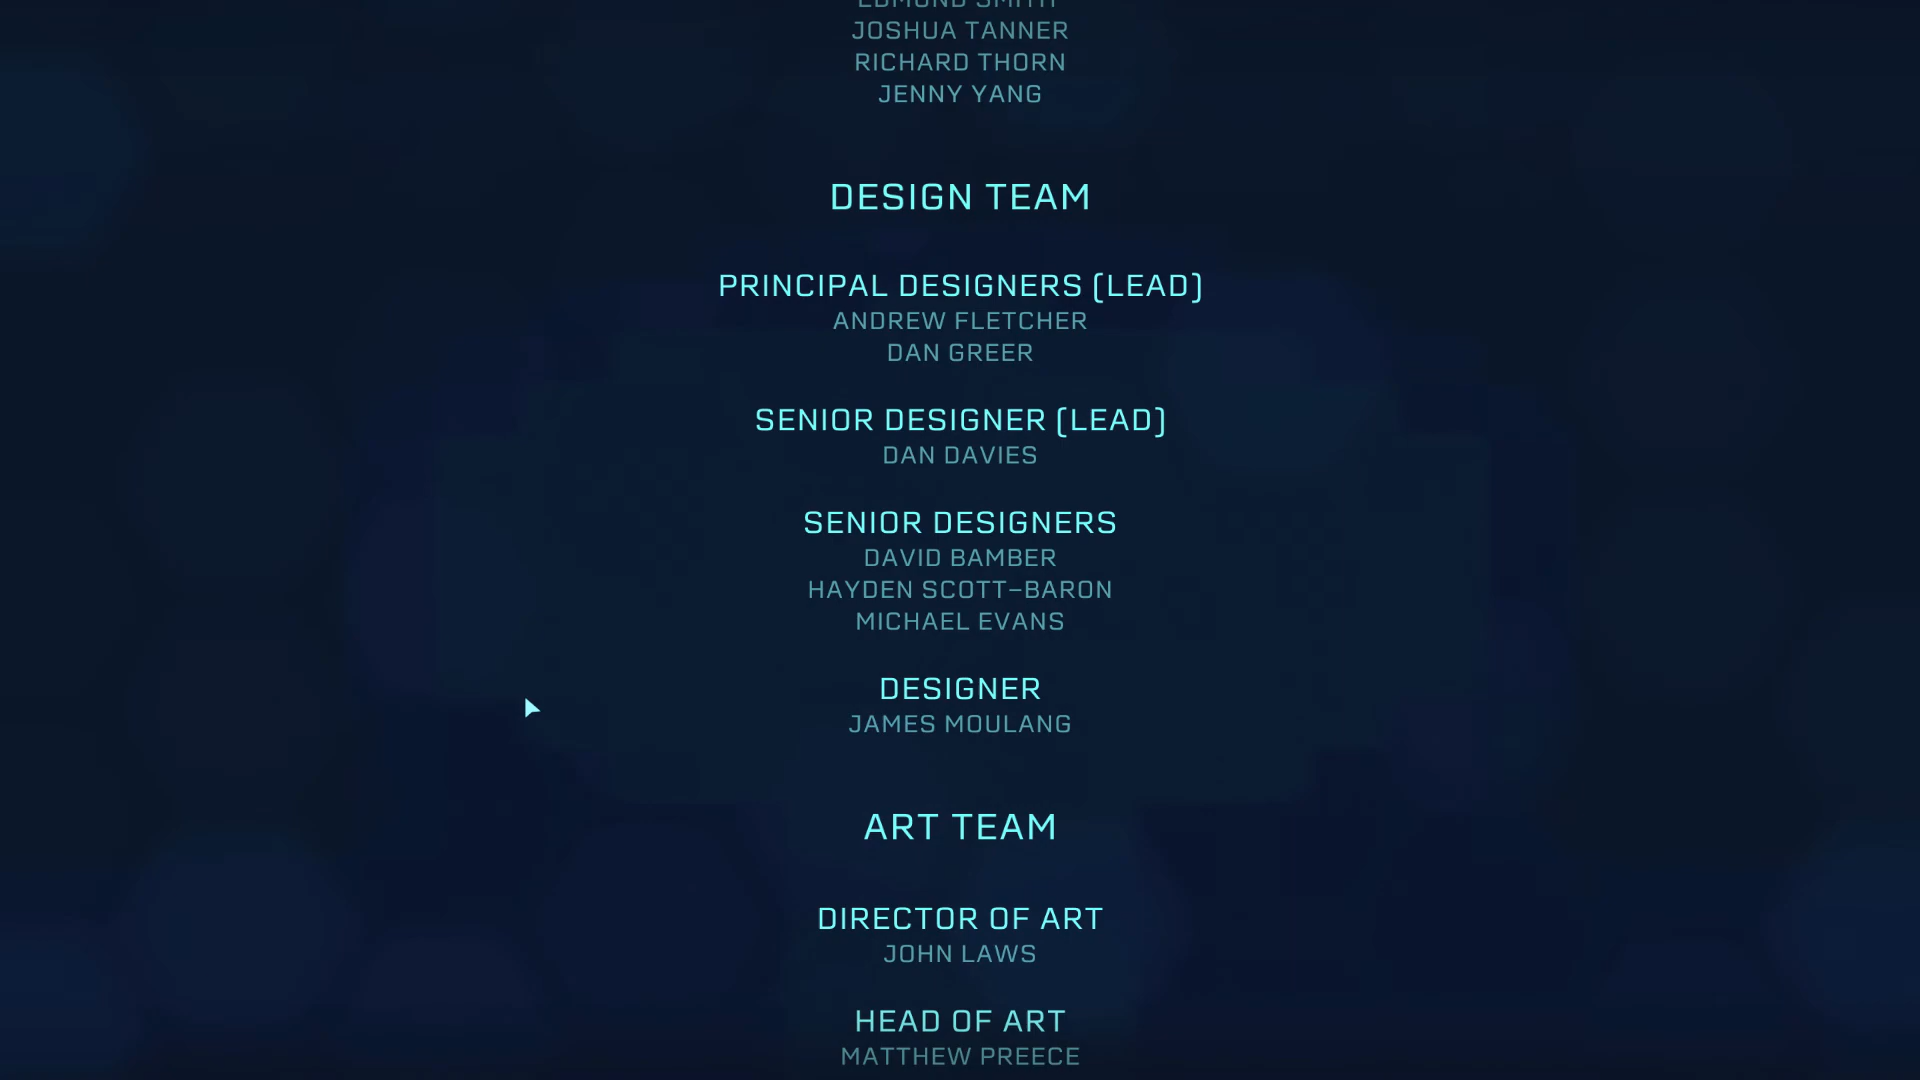 EDMUND SMITH
JOSHUA TANNER
RICHARD THORN
JENNY YANG
DESIGN TEAM
PRINCIPAL DESIGNERS (LEAD)
ANDREW FLETCHER
DAN GREER
SENIOR DESIGNER (LEAD)
DAN DAVIES
SENIOR DESIGNERS
DAVID BAMBER
HAYDEN SCOTT-BARON
MICHAEL EVANS
DESIGNER
JAMES MOULANG
ART TEAM
DIRECTOR OF ART
JOHN LAWS
HEAD OF ART
MATTHEW PREECE